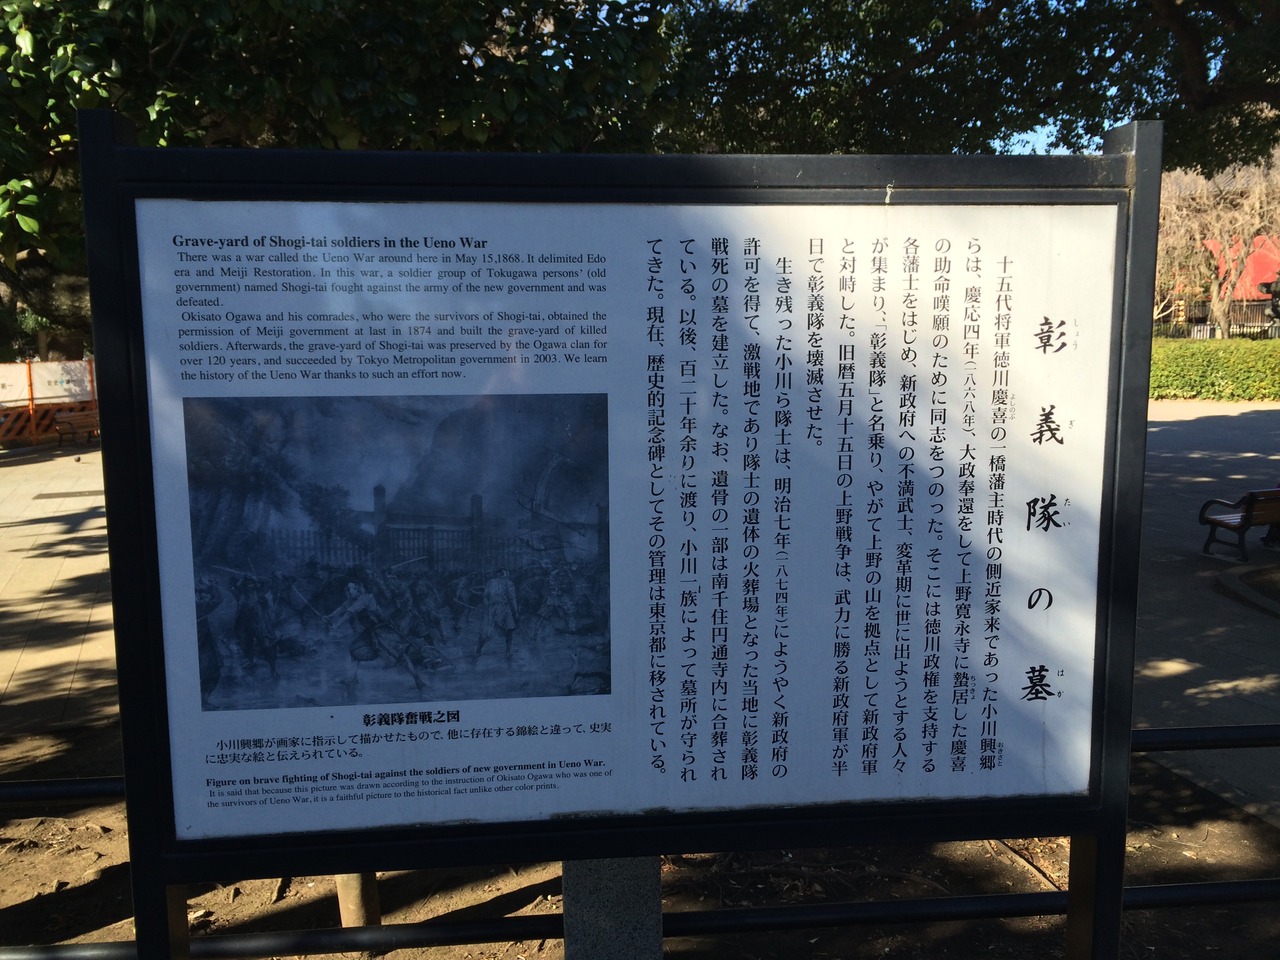 Grave-yard of Shogi-tai soldiers in the Ueno War
There was a war called the Ueno War around here in May 15,1868. It delimited Edo
era and Meiji Restoration. In this war, a soldier group of Tokugawa persons' (old
government) named Shogi-tai fought against the army of the new government and was
defeated.
Okisato Ogawa and his comrades, who were the survivors of Shogi-tai, obtained the
permission of Meiji government at last in 1874 and built the grave-yard of killed
soldiers. Afterwards, the grave-yard of Shogi-tai was preserved by the Ogawa clan for
over 120 years, and succeeded by Tokyo Metropolitan government in 2003. We learn
the history of the Ueno War thanks to such an effort now.
彰義隊奮戦之図
小川興郷が画家に指示して描かせたもので、他に存在する錦絵と違って、史実
に忠実な絵と伝えられている。
Figure on brave fighting of Shogi-tai against the soldiers of new government in Ueno War.
It is said that because this picture was drawn according to the instruction of Okisato Ogawa who was one of
the survivors of Ueno War, it is a faithful picture to the historical fact unlike other color prints.
彰義隊の墓
しょう ぎ たい はか
十五代将軍徳川慶喜の一橋藩主時代の側近家来であった小川興郷
よしのぶ おきさと
らは、慶応四年(一八六八年)、大政奉還をして上野寛永寺に蟄居した慶喜
ちっきょ
の助命嘆願のために同志をつのった。そこには徳川政権を支持する
各藩士をはじめ、新政府への不満武士、変革期に世に出ようとする人々
が集まり、「彰義隊」と名乗り、やがて上野の山を拠点として新政府軍
と対峙した。旧暦五月十五日の上野戦争は、武力に勝る新政府軍が半
日で彰義隊を壊滅させた。
生き残った小川ら隊士は、明治七年(一八七四年)にようやく新政府の
許可を得て、激戦地であり隊士の遺体の火葬場となった当地に彰義隊
戦死の墓を建立した。なお、遺骨の一部は南千住円通寺内に合葬され
ている。以後、百二十年余りに渡り、小川一族によって墓所が守られ
てきた。現在、歴史的記念碑としてその管理は東京都に移されている。